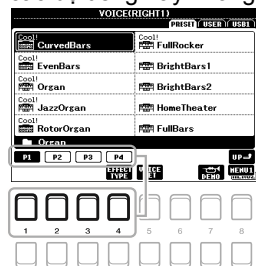 VOICE(RIGHT1)
PRESET USER USB1
Cool! CurvedBars
Cool! FullRocker
Cool! EvenBars
BrightBars1
Cool! Organ
BrightBars2
Cool! JazzOrgan
HomeTheater
Cool! RotorOrgan
FullBars
Organ
P1 P2 P3 P4 UP
EFFECT TYPE
DEMO
MENU1
1 2 3 4 5 6 7 8